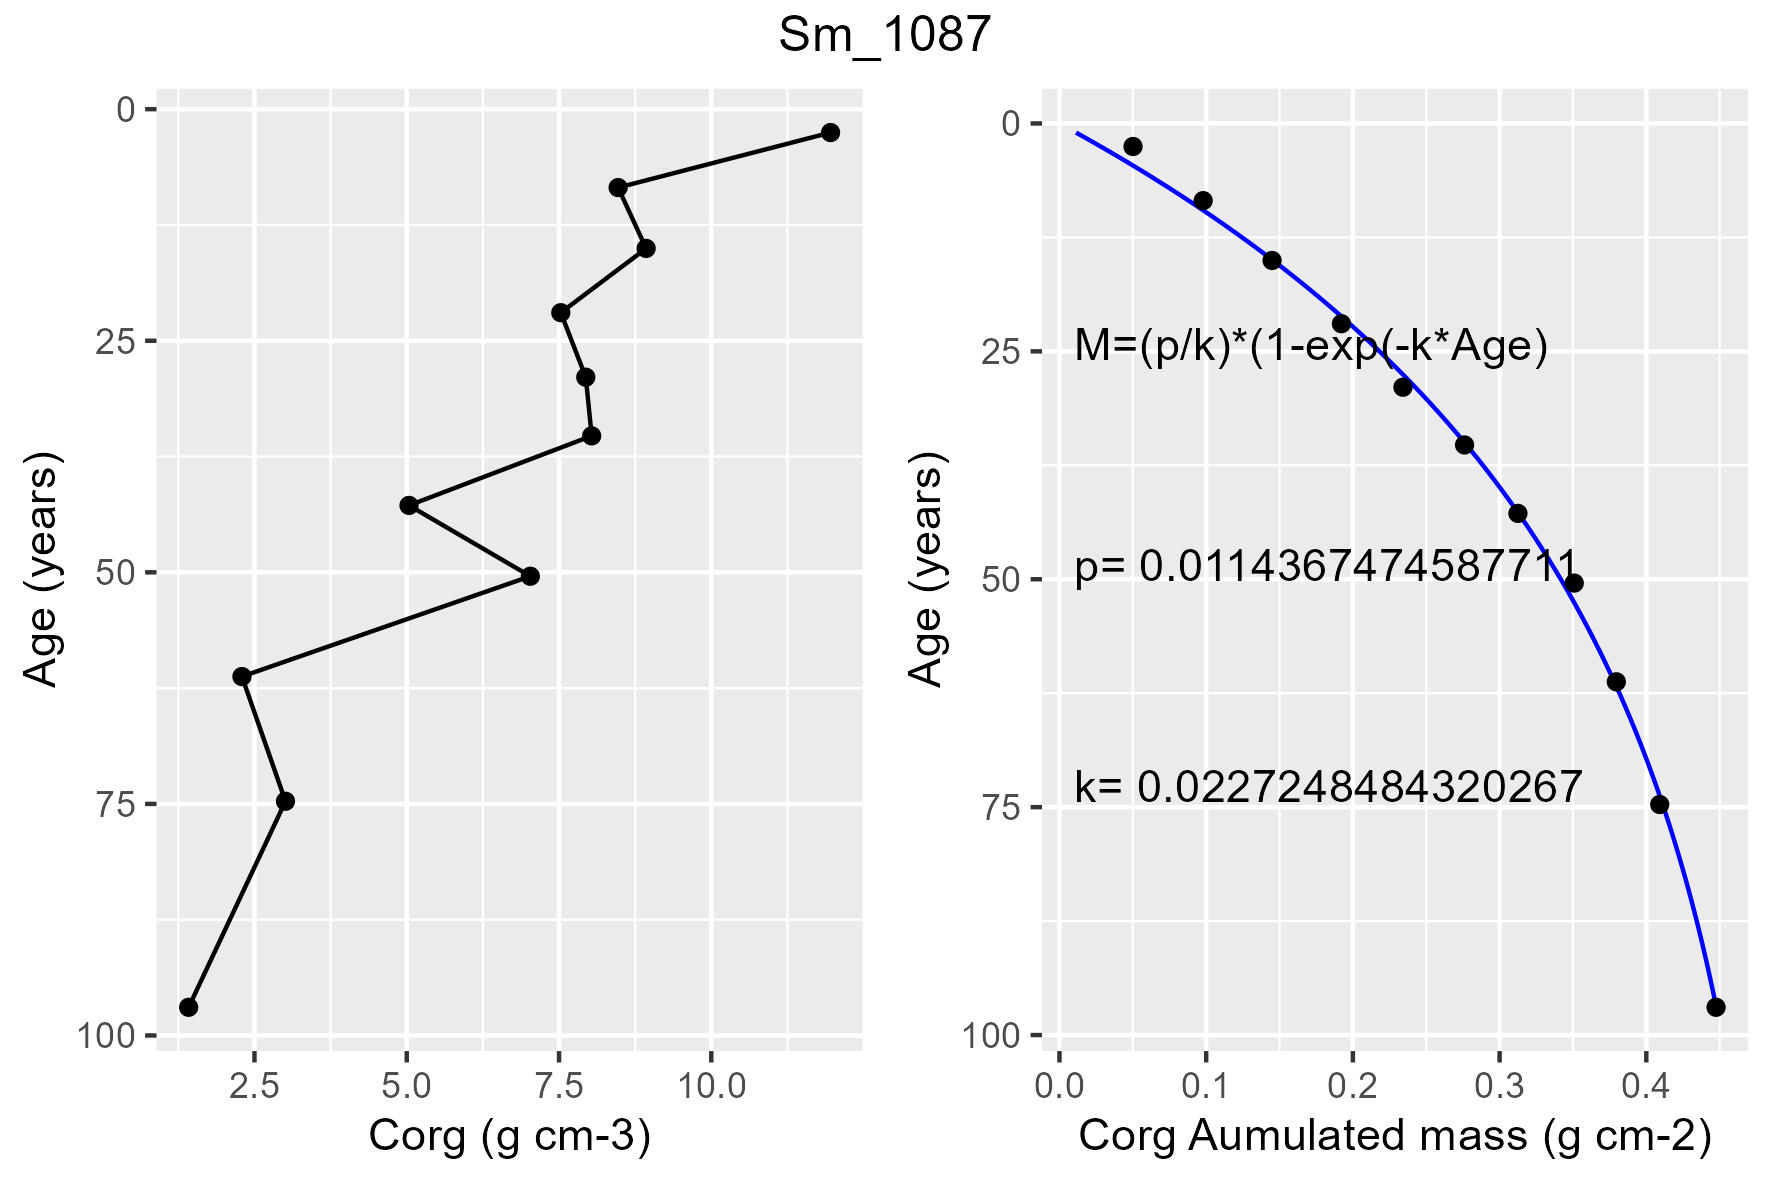 Sm_1087
0
25
50
75
100
Age (years)
2.5 5.0 7.5 10.0
Corg (g cm-3)
0
25
50
75
100
Age (years)
M=(p/k)*(1-exp(-k*Age)
p= 0.0114367474587711
k= 0.0227248484320267
0.0 0.1 0.2 0.3 0.4
Corg Aumulated mass (g cm-2)